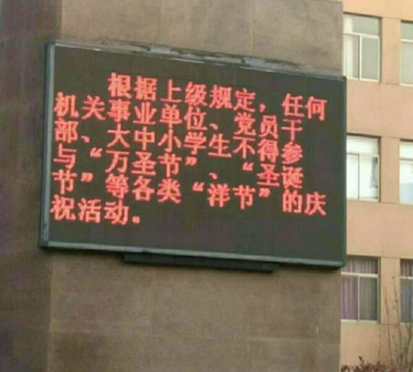 根据上级规定，任何
机关事业单位、党员干
部、大中小学生不得参
与“万圣节”、“圣诞
节”等各类“洋节”的庆
祝活动。